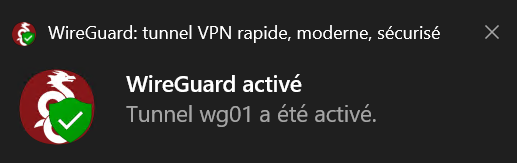 WireGuard: tunnel VPN rapide, moderne, sécurisé
WireGuard activé
Tunnel wg01 a été activé.